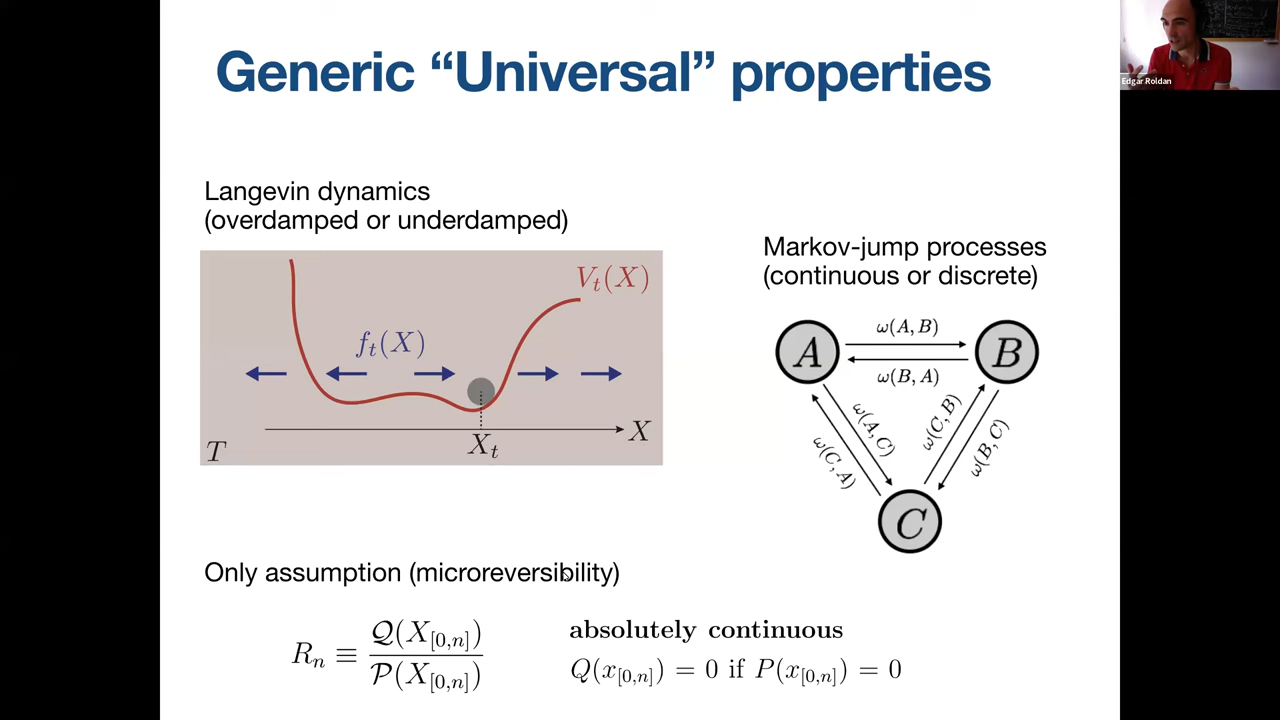 Generic “Universal” properties
Edgar Roldan
Langevin dynamics
(overdamped or underdamped)
V_t(X)
f_t(X)
X
X_t
T
Markov-jump processes
(continuous or discrete)
A
ω(A, B)
B
ω(B, A)
ω(A, C)
ω(C, A)
ω(C, B)
ω(B, C)
C
Only assumption (microreversibility)
R_n ≡ Q(X_[0,n]) / P(X_[0,n])
absolutely continuous
Q(x_[0,n]) = 0 if P(x_[0,n]) = 0